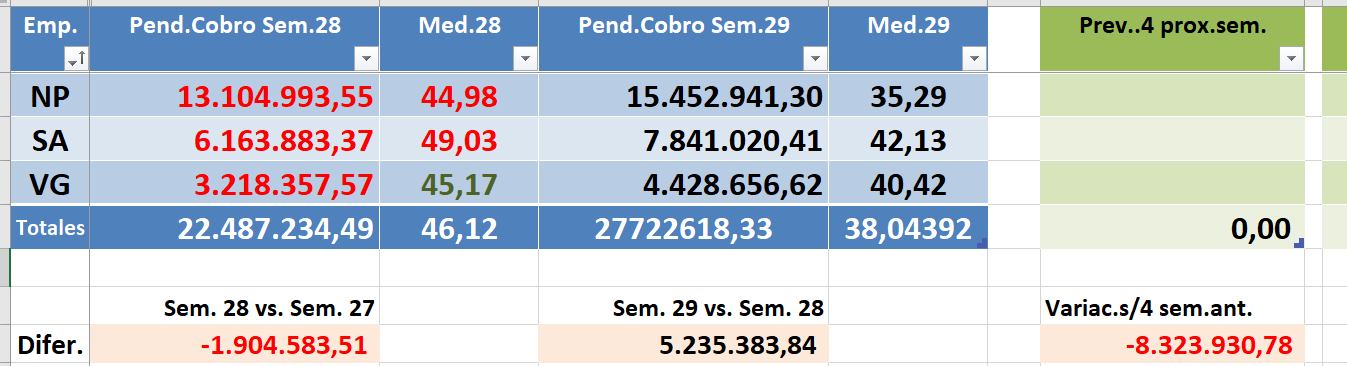 Emp. Pend.Cobro Sem.28 Med.28 Pend.Cobro Sem.29 Med.29 Prev..4 prox.sem.
NP 13.104.993,55 44,98 15.452.941,30 35,29
SA 6.163.883,37 49,03 7.841.020,41 42,13
VG 3.218.357,57 45,17 4.428.656,62 40,42
Totales 22.487.234,49 46,12 27722618,33 38,04392 0,00
Sem. 28 vs. Sem. 27 Sem. 29 vs. Sem. 28 Variac.s/4 sem.ant.
Difer. -1.904.583,51 5.235.383,84 -8.323.930,78